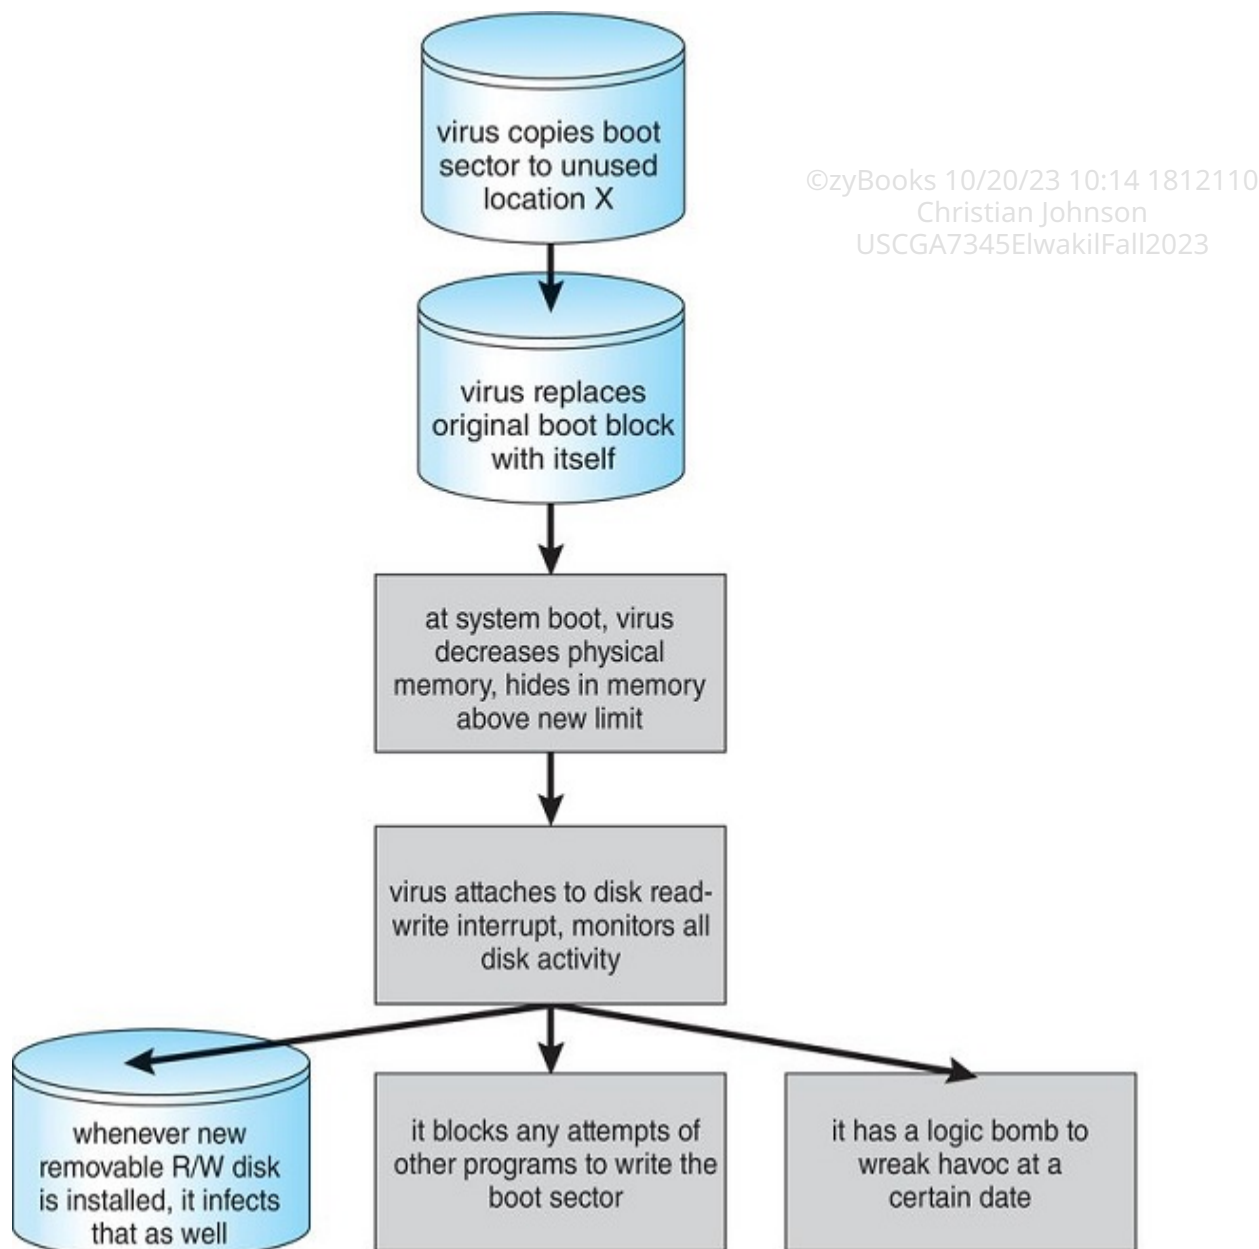 virus copies boot
sector to unused
location X
©zyBooks 10/20/23 10:14 1812110
Christian Johnson
USCGA7345ElwakilFall2023
virus replaces
original boot block
with itself
at system boot, virus
decreases physical
memory, hides in memory
above new limit
virus attaches to disk read-
write interrupt, monitors all
disk activity
whenever new
removable R/W disk
is installed, it infects
that as well
it blocks any attempts of
other programs to write the
boot sector
it has a logic bomb to
wreak havoc at a
certain date